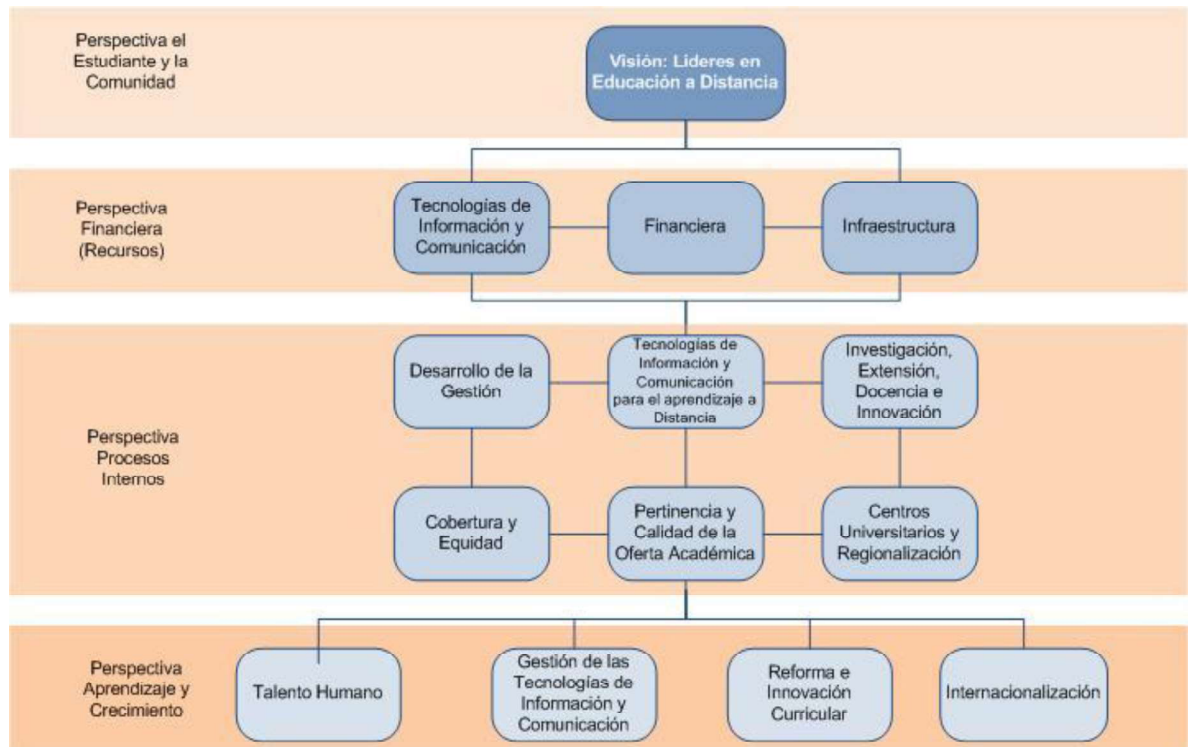 Perspectiva el
Estudiante y la
Comunidad
Visión: Lideres en
Educación a Distancia
Perspectiva
Financiera
(Recursos)
Tecnologías de
Información y
Comunicación
Financiera
Infraestructura
Perspectiva
Procesos
Internos
Desarrollo de la
Gestión
Tecnologías de
Información y
Comunicación
para el aprendizaje a
Distancia
Investigación,
Extensión,
Docencia e
Innovación
Cobertura y
Equidad
Pertinencia y
Calidad de la
Oferta Académica
Centros
Universitarios y
Regionalización
Perspectiva
Aprendizaje y
Crecimiento
Talento Humano
Gestión de las
Tecnologías de
Información y
Comunicación
Reforma e
Innovación
Curricular
Internacionalización